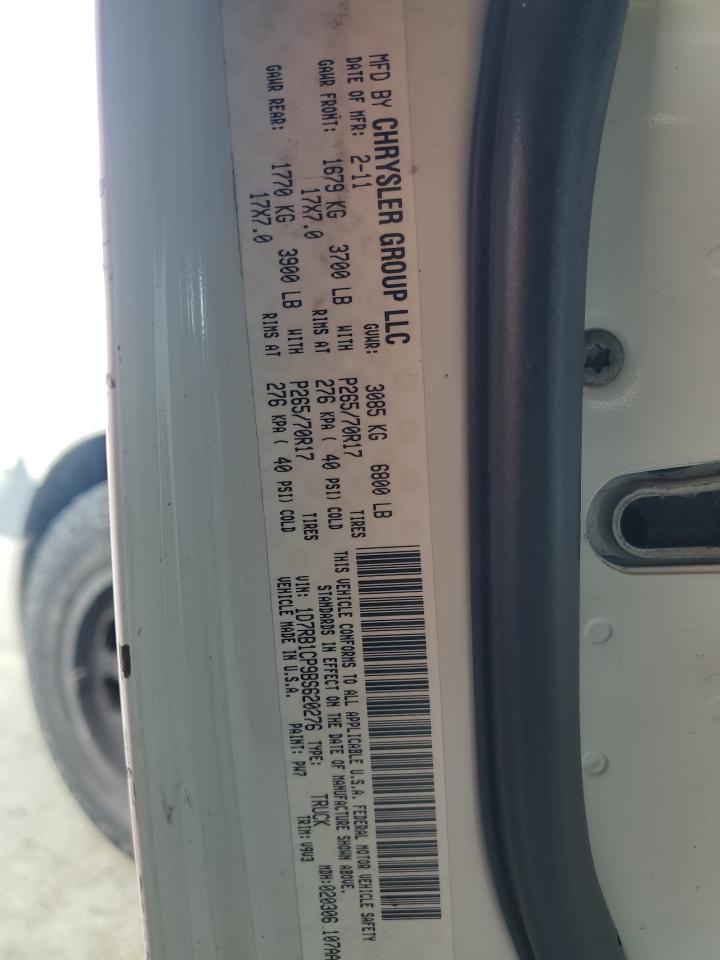 MFD BY CHRYSLER GROUP LLC
DATE OF MFR: 2-11 GVWR: 3085 KG 6800 LB
GAWR FRONT: 1679 KG 3700 LB WITH P265/70R17 TIRES
17X7.0 RIMS AT 276 KPA ( 40 PSI) COLD
GAWR REAR: 1770 KG 3900 LB WITH P265/70R17 TIRES
17X7.0 RIMS AT 276 KPA ( 40 PSI) COLD
THIS VEHICLE CONFORMS TO ALL APPLICABLE U.S.A. FEDERAL MOTOR VEHICLE SAFETY
STANDARDS IN EFFECT ON THE DATE OF MANUFACTURE SHOWN ABOVE.
VIN: 1D7RB1CP9BS620276 TYPE: TRUCK MDH:020306 107AA
VEHICLE MADE IN U.S.A. PAINT: PW7 TRIM: V9V3